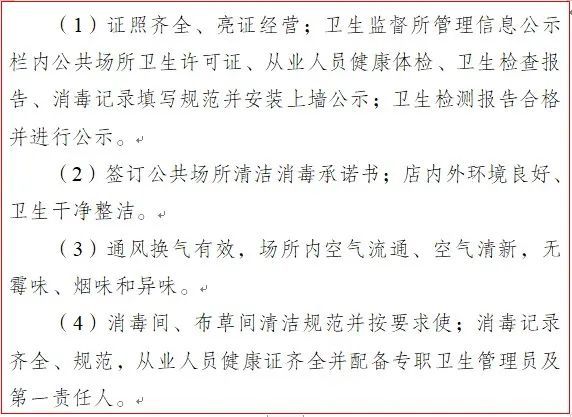 （1）证照齐全、亮证经营；卫生监督所管理信息公示
栏内公共场所卫生许可证、从业人员健康体检、卫生检查报
告、消毒记录填写规范并安装上墙公示；卫生检测报告合格
并进行公示。
（2）签订公共场所清洁消毒承诺书；店内外环境良好、
卫生干净整洁。
（3）通风换气有效，场所内空气流通、空气清新，无
霉味、烟味和异味。
（4）消毒间、布草间清洁规范并按要求使；消毒记录
齐全、规范，从业人员健康证齐全并配备专职卫生管理员及
第一责任人。